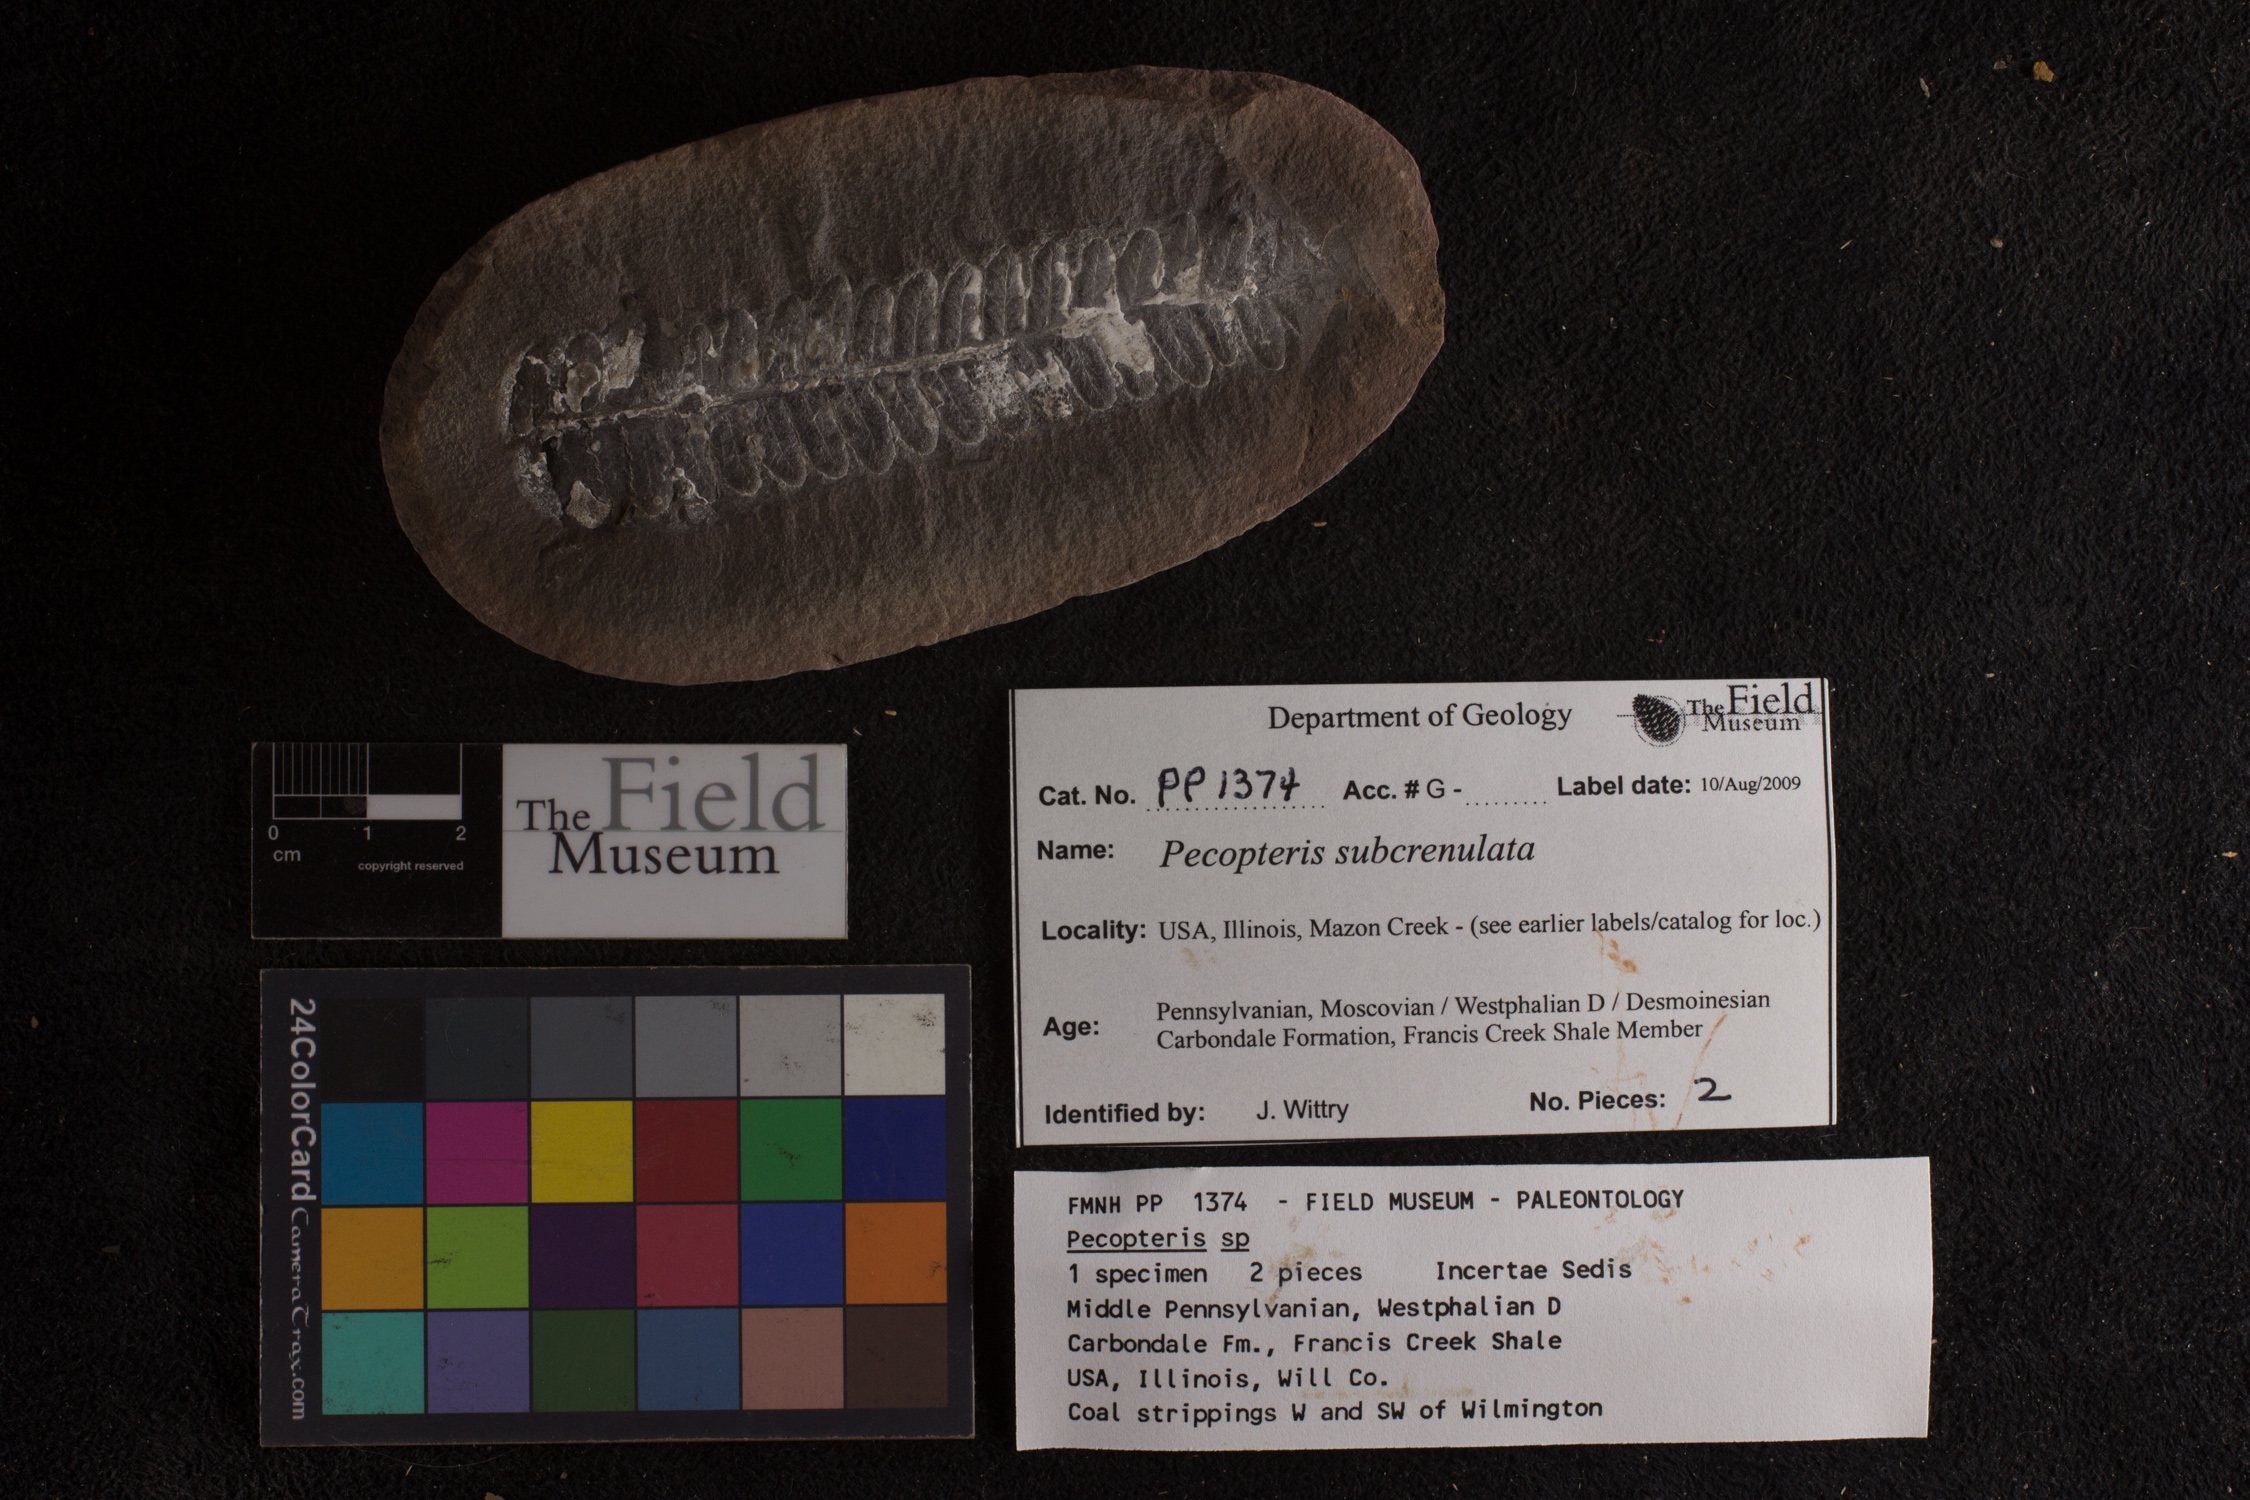 Department of Geology
The Field
Museum
Cat. No. PP 1374 Acc. # G - ........ Label date: 10/Aug/2009
Name: Pecopteris subcrenulata
Locality: USA, Illinois, Mazon Creek - (see earlier labels/catalog for loc.)
Age: Pennsylvanian, Moscovian / Westphalian D / Desmoinesian
Carbondale Formation, Francis Creek Shale Member
Identified by: J. Wittry No. Pieces: 2
0 1 2
cm
copyright reserved
The Field
Museum
24ColorCard CameraTrax.com
FMNH PP 1374 - FIELD MUSEUM - PALEONTOLOGY
Pecopteris sp
1 specimen 2 pieces Incertae Sedis
Middle Pennsylvanian, Westphalian D
Carbondale Fm., Francis Creek Shale
USA, Illinois, Will Co.
Coal strippings W and SW of Wilmington